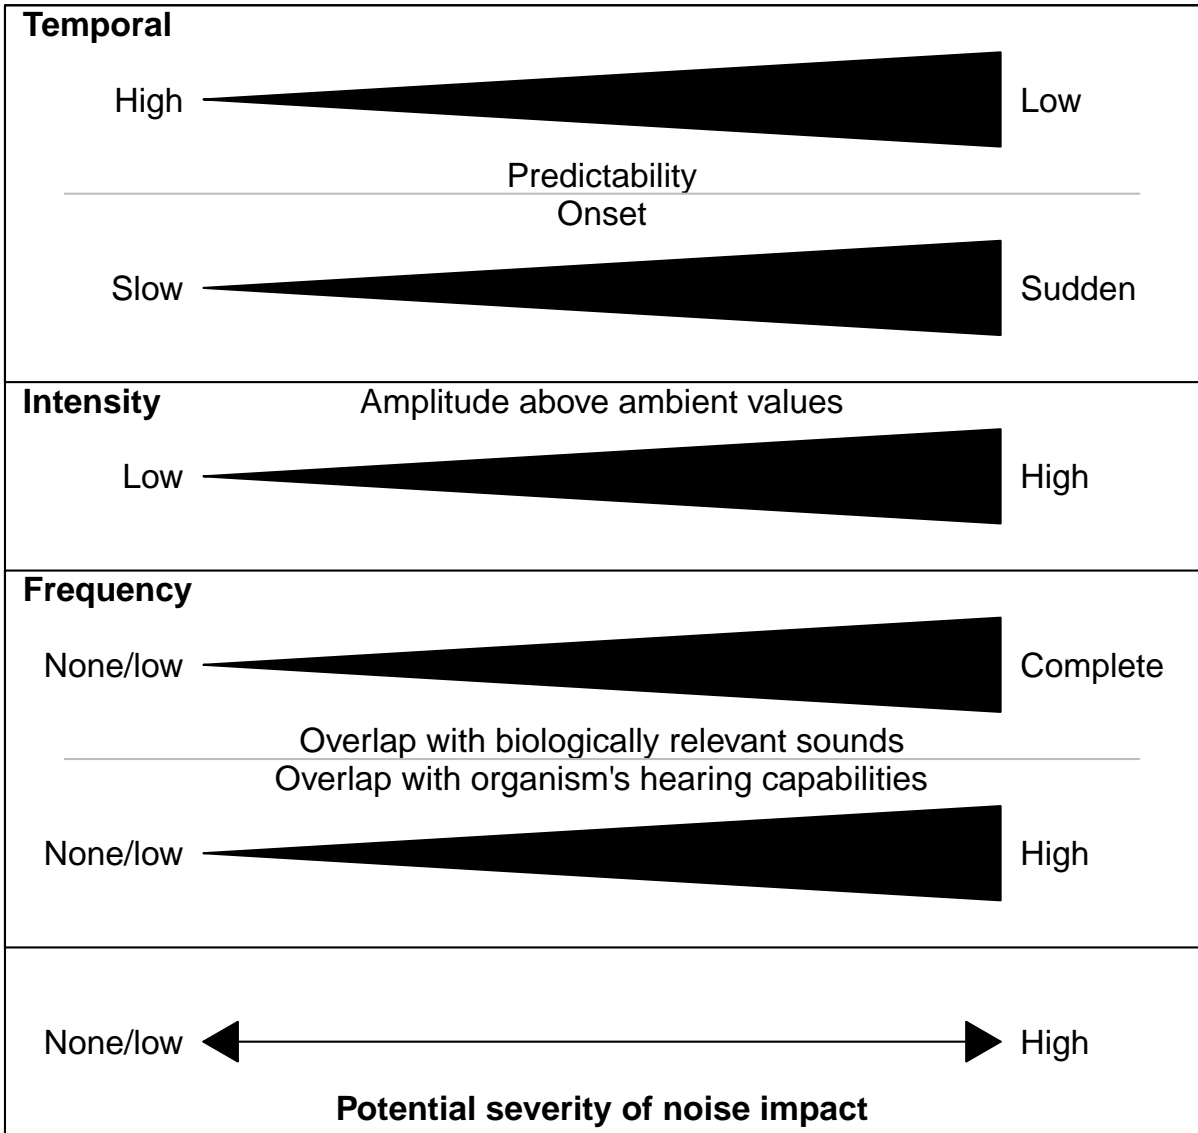 Temporal
High
Low
Predictability
Onset
Slow
Sudden
Intensity
Amplitude above ambient values
Low
High
Frequency
None/low
Complete
Overlap with biologically relevant sounds
Overlap with organism's hearing capabilities
None/low
High
None/low
High
Potential severity of noise impact